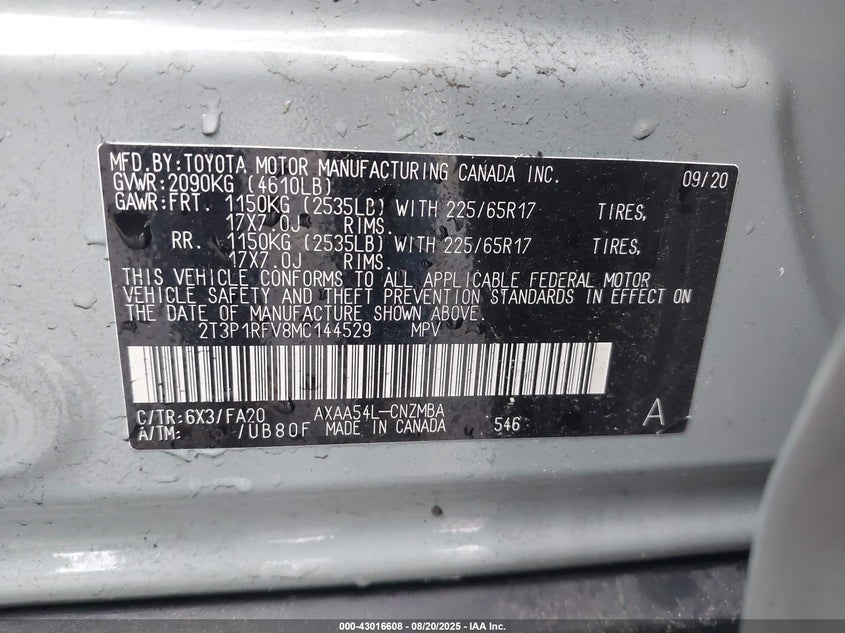 MFD.BY:TOYOTA MOTOR MANUFACTURING CANADA INC. 09/20
GVWR:2090KG (4610LB)
GAWR:FRT. 1150KG (2535LB) WITH 225/65R17 TIRES,
17X7.0J RIMS.
RR. 1150KG (2535LB) WITH 225/65R17 TIRES,
17X7.0J RIMS.
THIS VEHICLE CONFORMS TO ALL APPLICABLE FEDERAL MOTOR
VEHICLE SAFETY AND THEFT PREVENTION STANDARDS IN EFFECT ON
THE DATE OF MANUFACTURE SHOWN ABOVE.
2T3P1RFV8MC144529 MPV
C/TR:6X3/FA20 AXAA54L-CNZMBA A
A/TM: /UB80F MADE IN CANADA 546
000-43016608 - 08/20/2025 - IAA Inc.